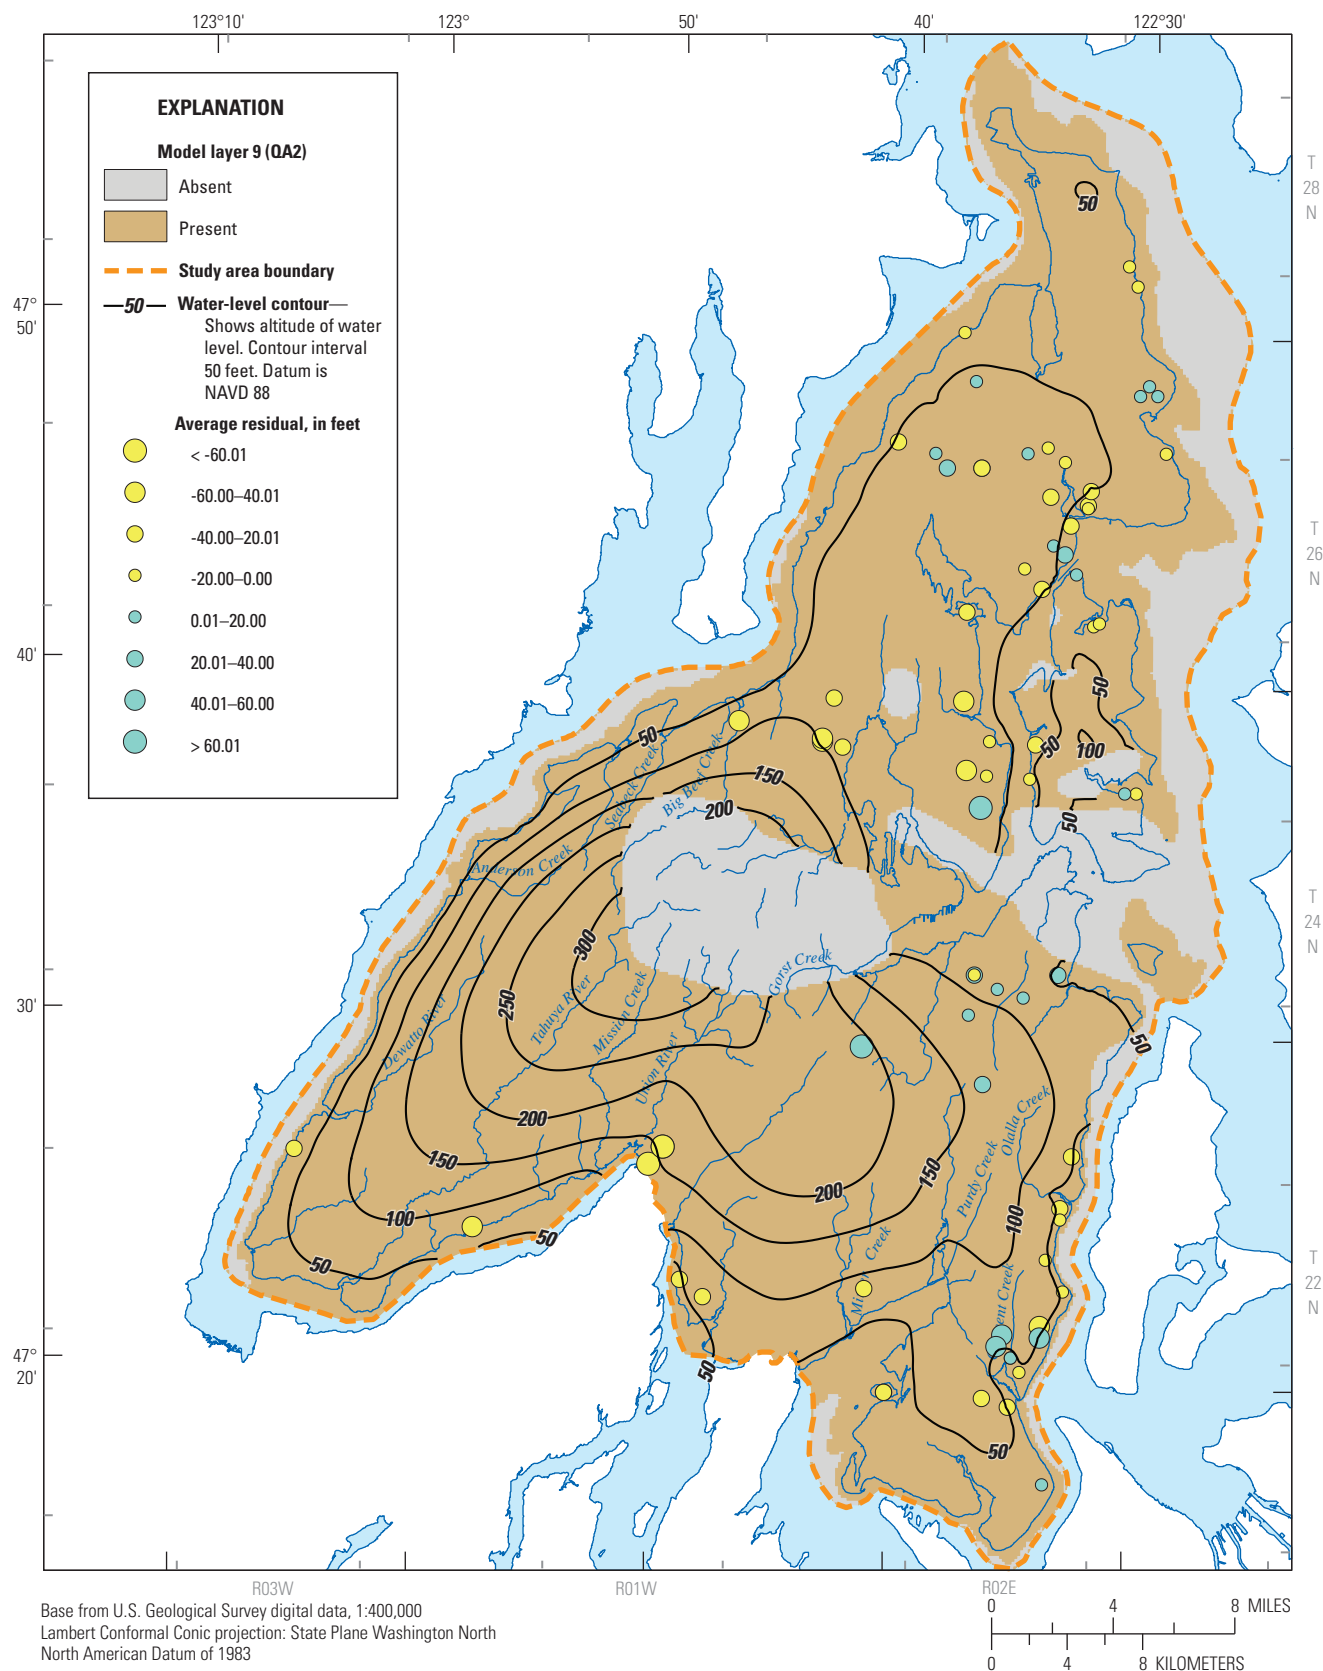 123°10'
123°
50'
40'
122°30'
EXPLANATION
Model layer 9 (QA2)
Absent
Present
Study area boundary
50
Water-level contour—
Shows altitude of water
level. Contour interval
50 feet. Datum is
NAVD 88
Average residual, in feet
< -60.01
-60.00–40.01
-40.00–20.01
-20.00–0.00
0.01–20.00
20.01–40.00
40.01–60.00
> 60.01
47°
50'
40'
30'
47°
20'
T
28
N
T
26
N
T
24
N
T
22
N
50
50
50
100
50
50
50
150
200
Seabeck Creek
Big Beef Creek
Anderson Creek
300
250
Gorst Creek
Tahuya River
Mission Creek
Dewatto River
Union River
50
200
150
100
50
50
200
150
100
Olalla Creek
Purdy Creek
Creek
ent Creek
50
50
R03W
R01W
R02E
Base from U.S. Geological Survey digital data, 1:400,000
Lambert Conformal Conic projection: State Plane Washington North
North American Datum of 1983
0 4 8 MILES
0 4 8 KILOMETERS